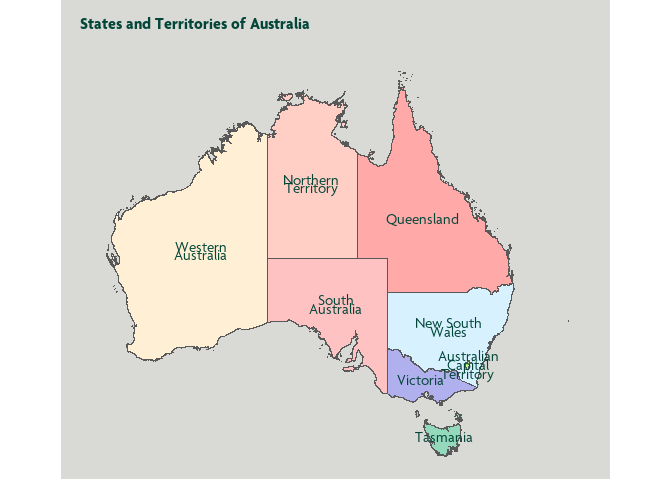 States and Territories of Australia
Northern
Territory
Queensland
Western
Australia
South
Australia
New South
Wales
Australian
Capital
Territory
Victoria
Tasmania